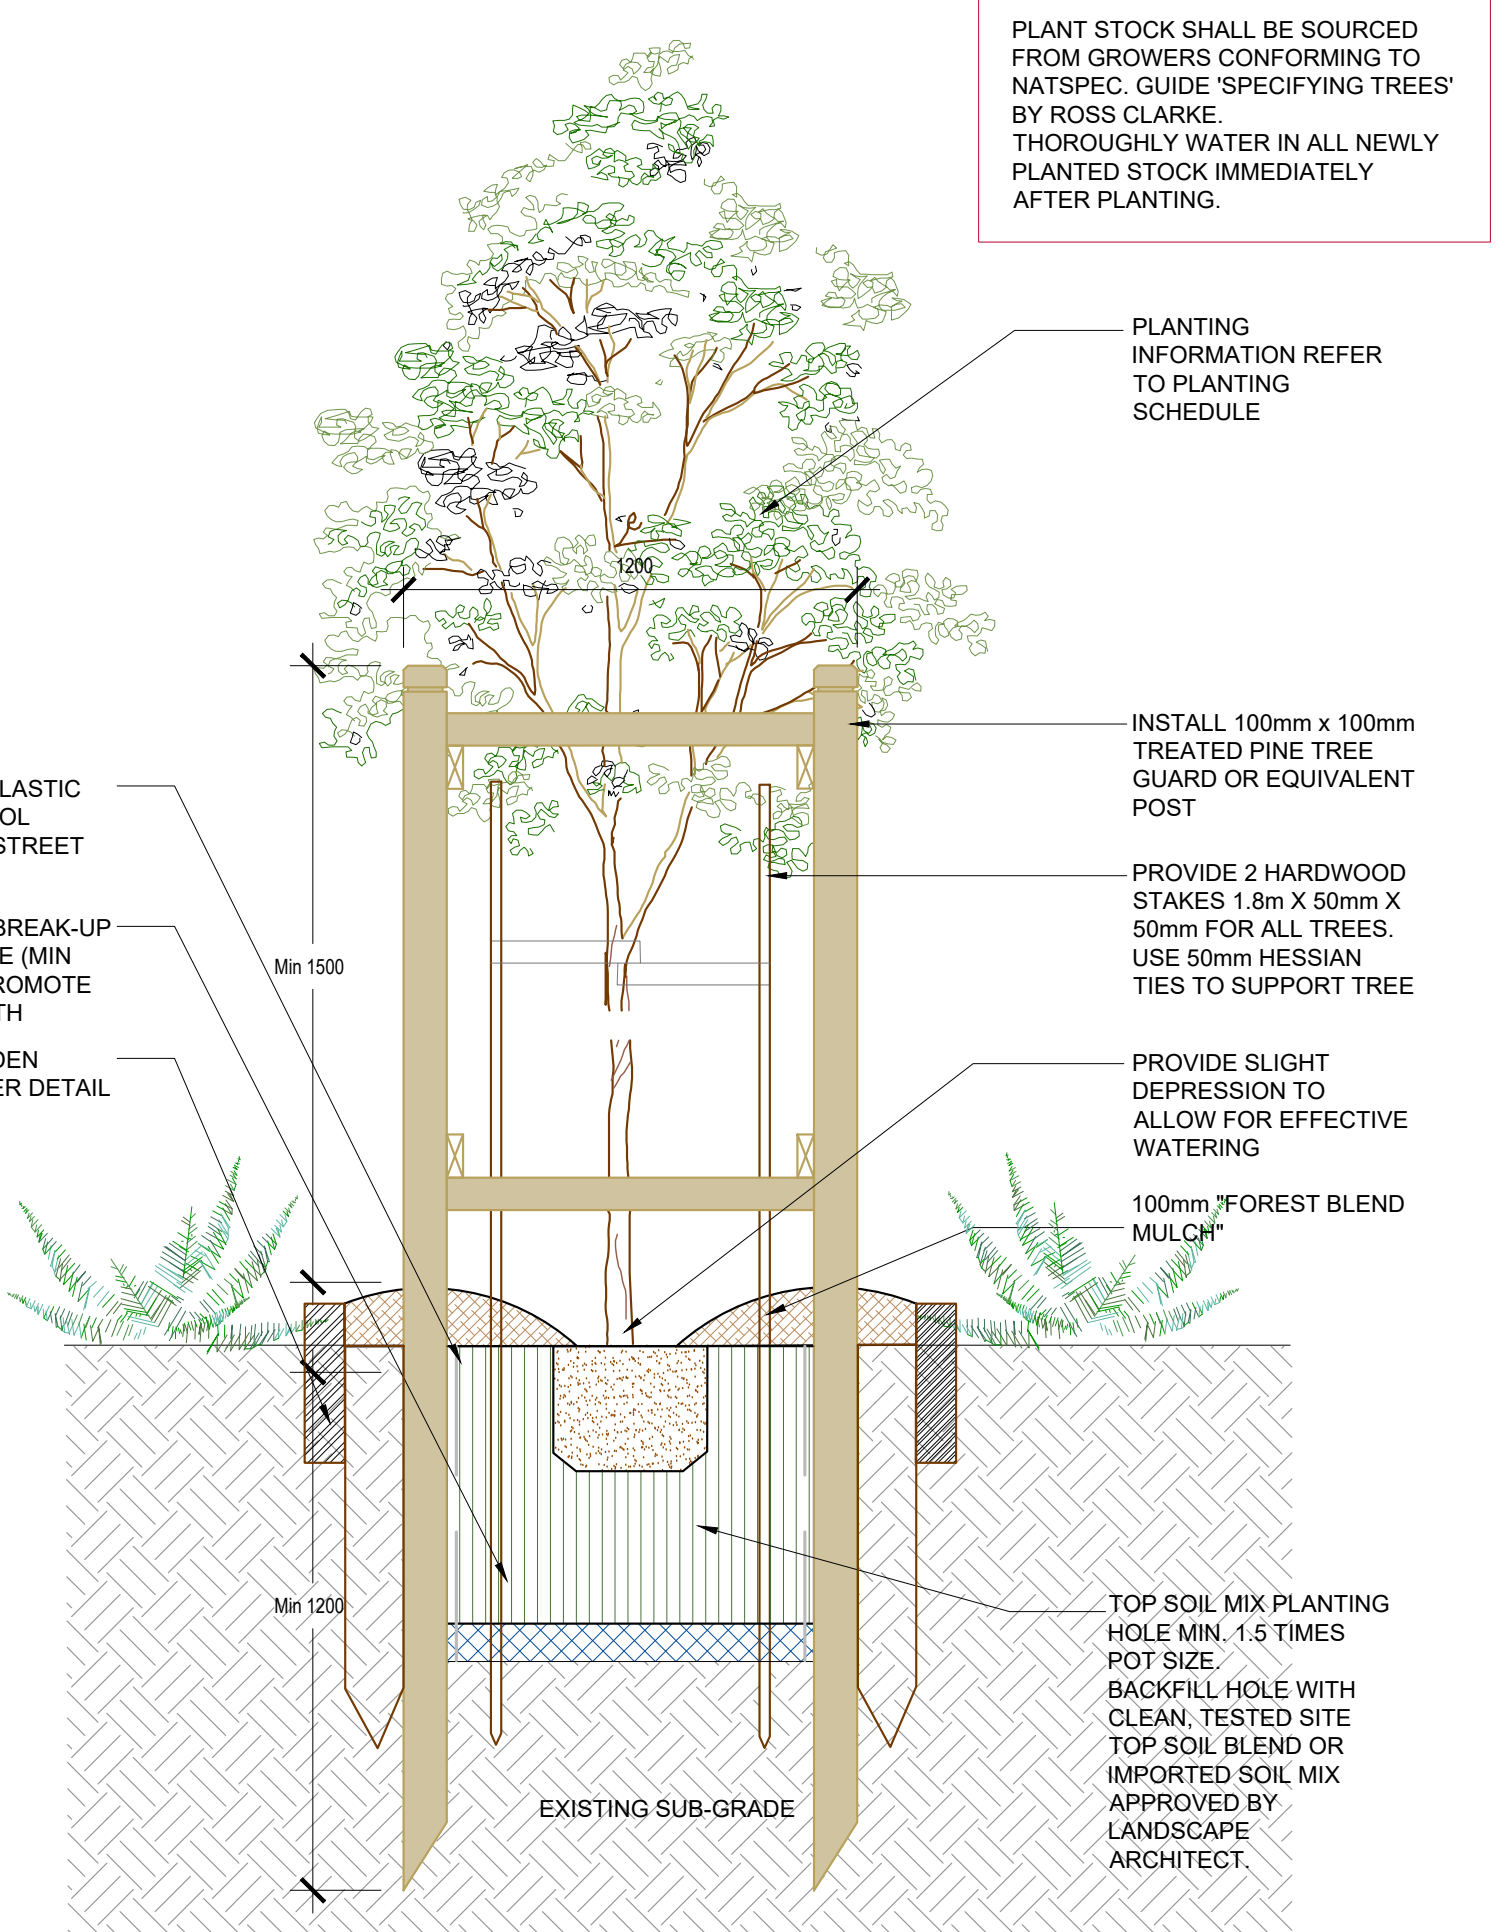 PLANT STOCK SHALL BE SOURCED
FROM GROWERS CONFORMING TO
NATSPEC. GUIDE 'SPECIFYING TREES'
BY ROSS CLARKE.
THOROUGHLY WATER IN ALL NEWLY
PLANTED STOCK IMMEDIATELY
AFTER PLANTING.
PLANTING
INFORMATION REFER
TO PLANTING
SCHEDULE
1200
INSTALL 100mm x 100mm
TREATED PINE TREE
GUARD OR EQUIVALENT
POST
LASTIC
OL
STREET
PROVIDE 2 HARDWOOD
STAKES 1.8m X 50mm X
50mm FOR ALL TREES.
USE 50mm HESSIAN
TIES TO SUPPORT TREE
BREAK-UP
E (MIN
ROMOTE
TH
Min 1500
DEN
ER DETAIL
PROVIDE SLIGHT
DEPRESSION TO
ALLOW FOR EFFECTIVE
WATERING
100mm "FOREST BLEND
MULCH"
Min 1200
TOP SOIL MIX PLANTING
HOLE MIN. 1.5 TIMES
POT SIZE.
BACKFILL HOLE WITH
CLEAN, TESTED SITE
TOP SOIL BLEND OR
IMPORTED SOIL MIX
APPROVED BY
LANDSCAPE
ARCHITECT.
EXISTING SUB-GRADE